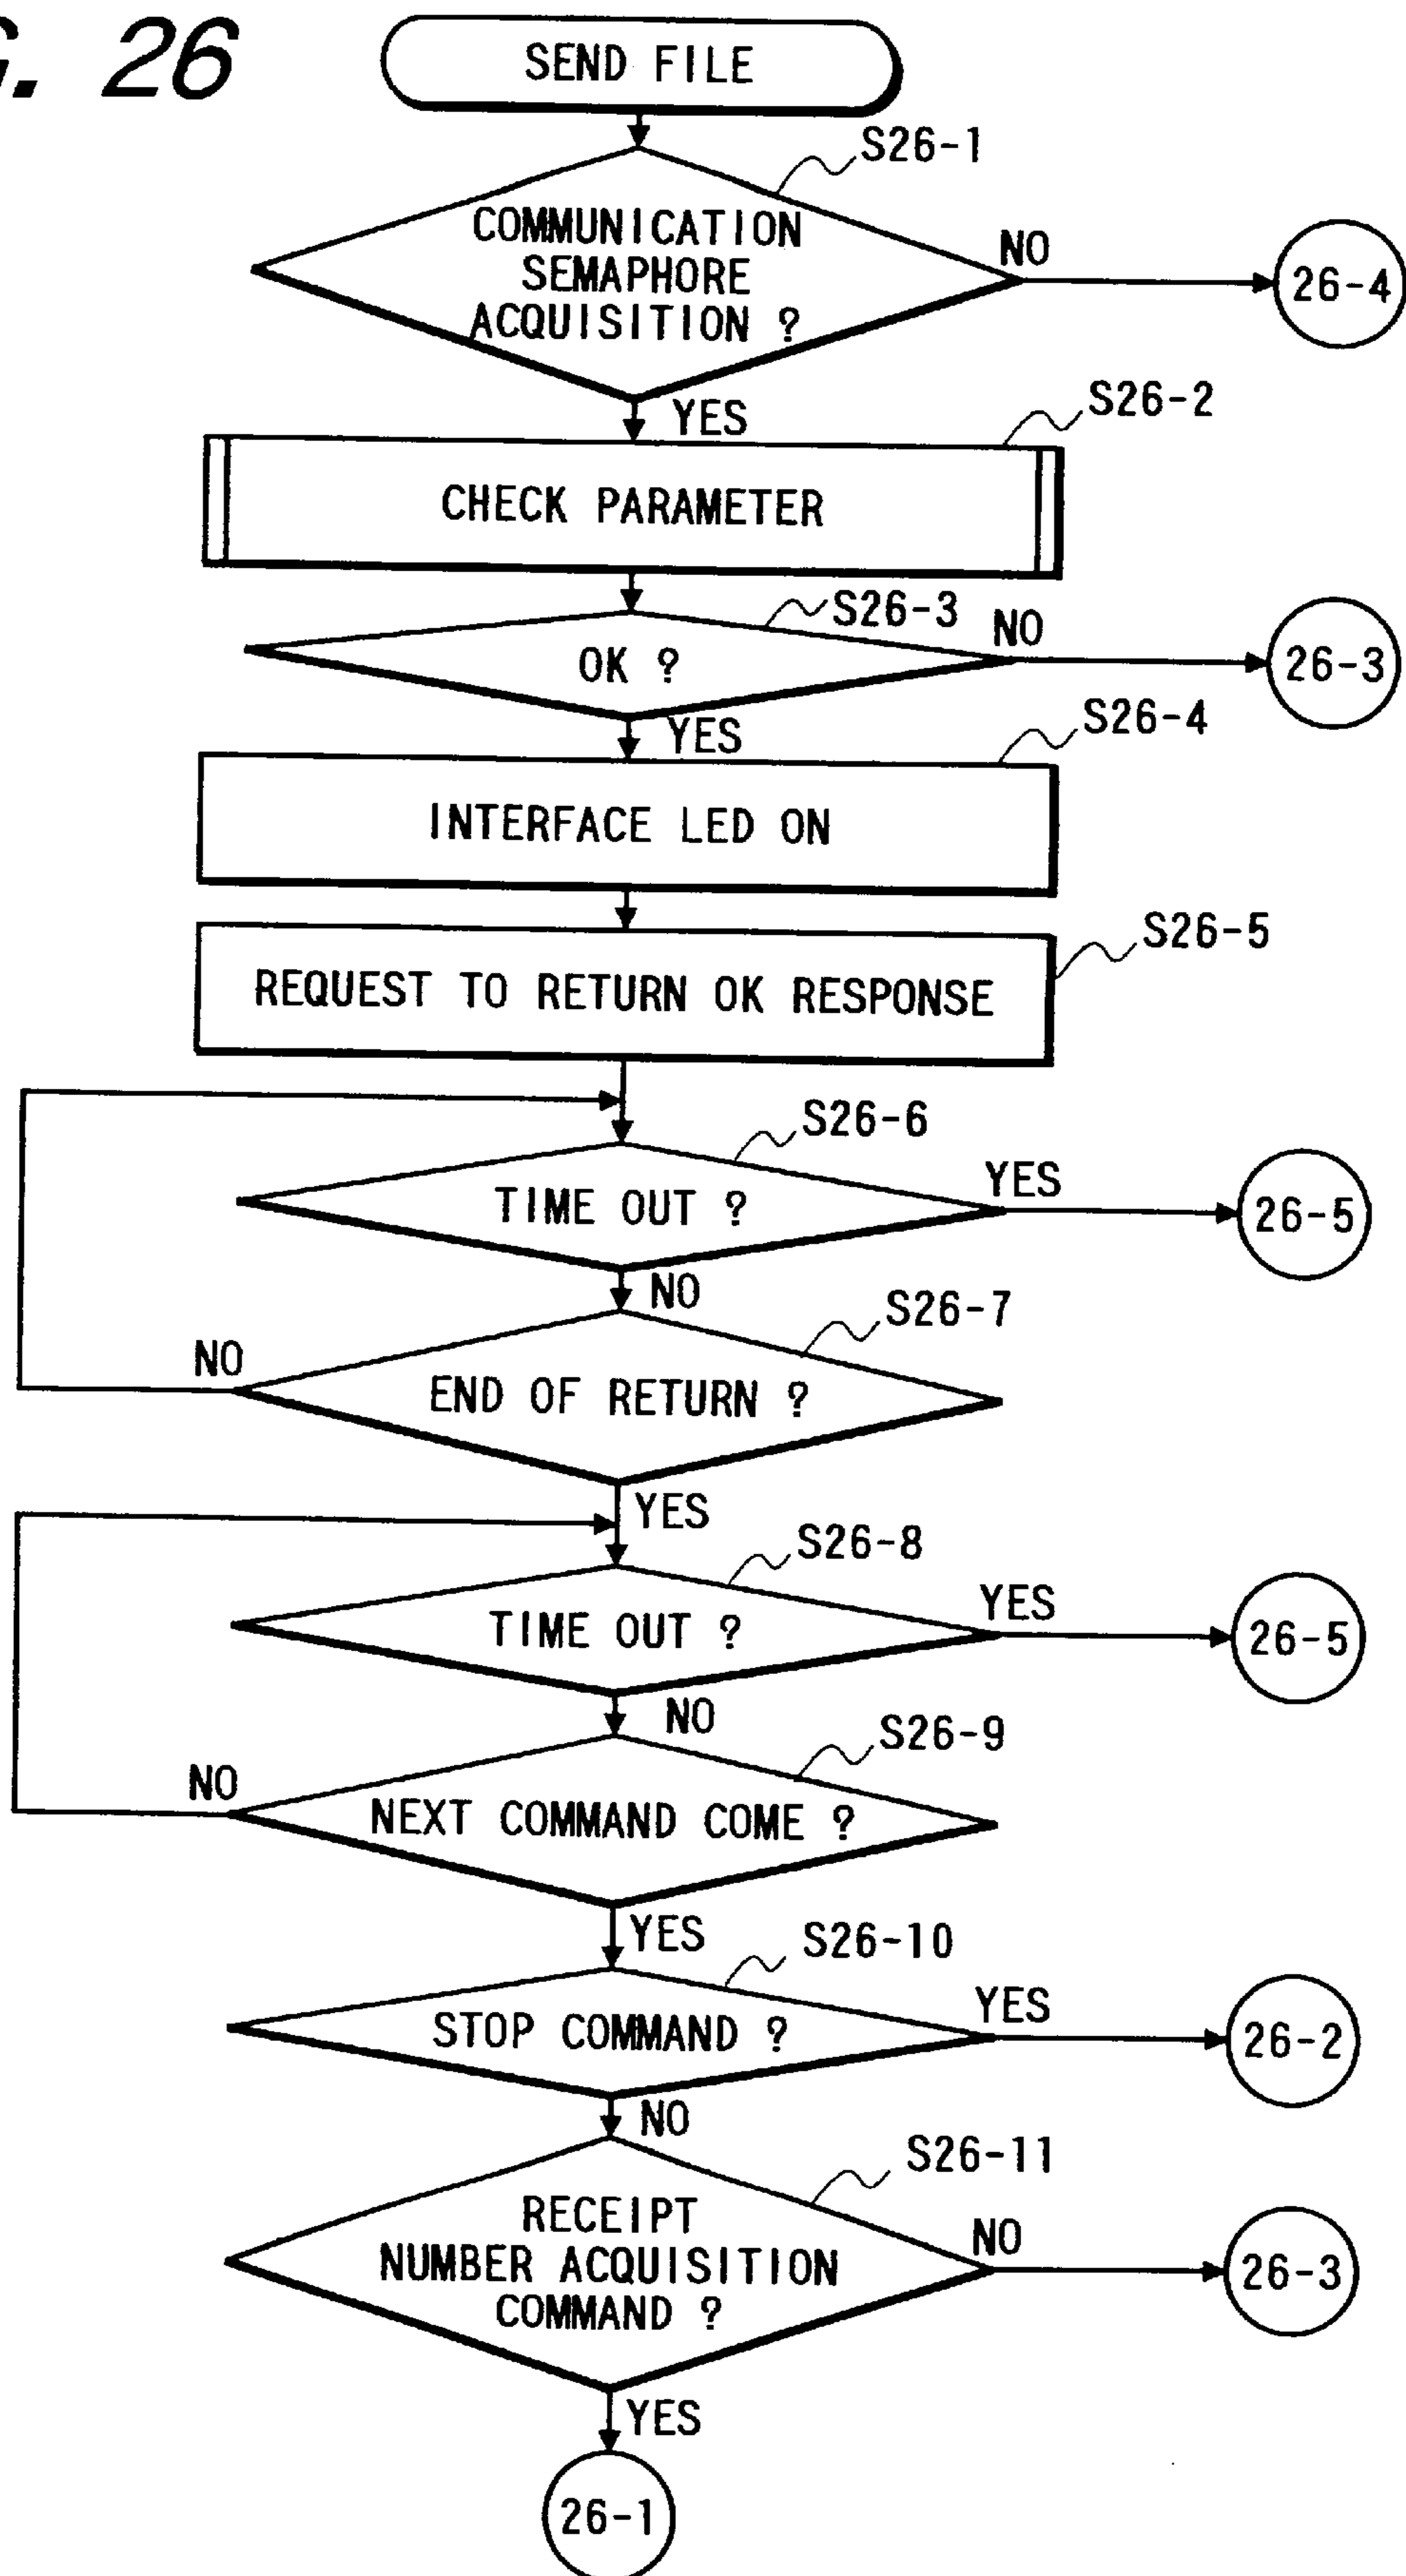 G. 26
SEND FILE
S26-1
COMMUNICATION
SEMAPHORE
ACQUISITION ?
NO
26-4
YES
S26-2
CHECK PARAMETER
S26-3
NO
OK ?
26-3
YES
S26-4
INTERFACE LED ON
S26-5
REQUEST TO RETURN OK RESPONSE
S26-6
YES
TIME OUT ?
26-5
NO
S26-7
NO
END OF RETURN ?
YES
S26-8
YES
TIME OUT ?
26-5
NO
S26-9
NO
NEXT COMMAND COME ?
YES
S26-10
YES
STOP COMMAND ?
26-2
NO
S26-11
RECEIPT
NUMBER ACQUISITION
COMMAND ?
NO
26-3
YES
26-1